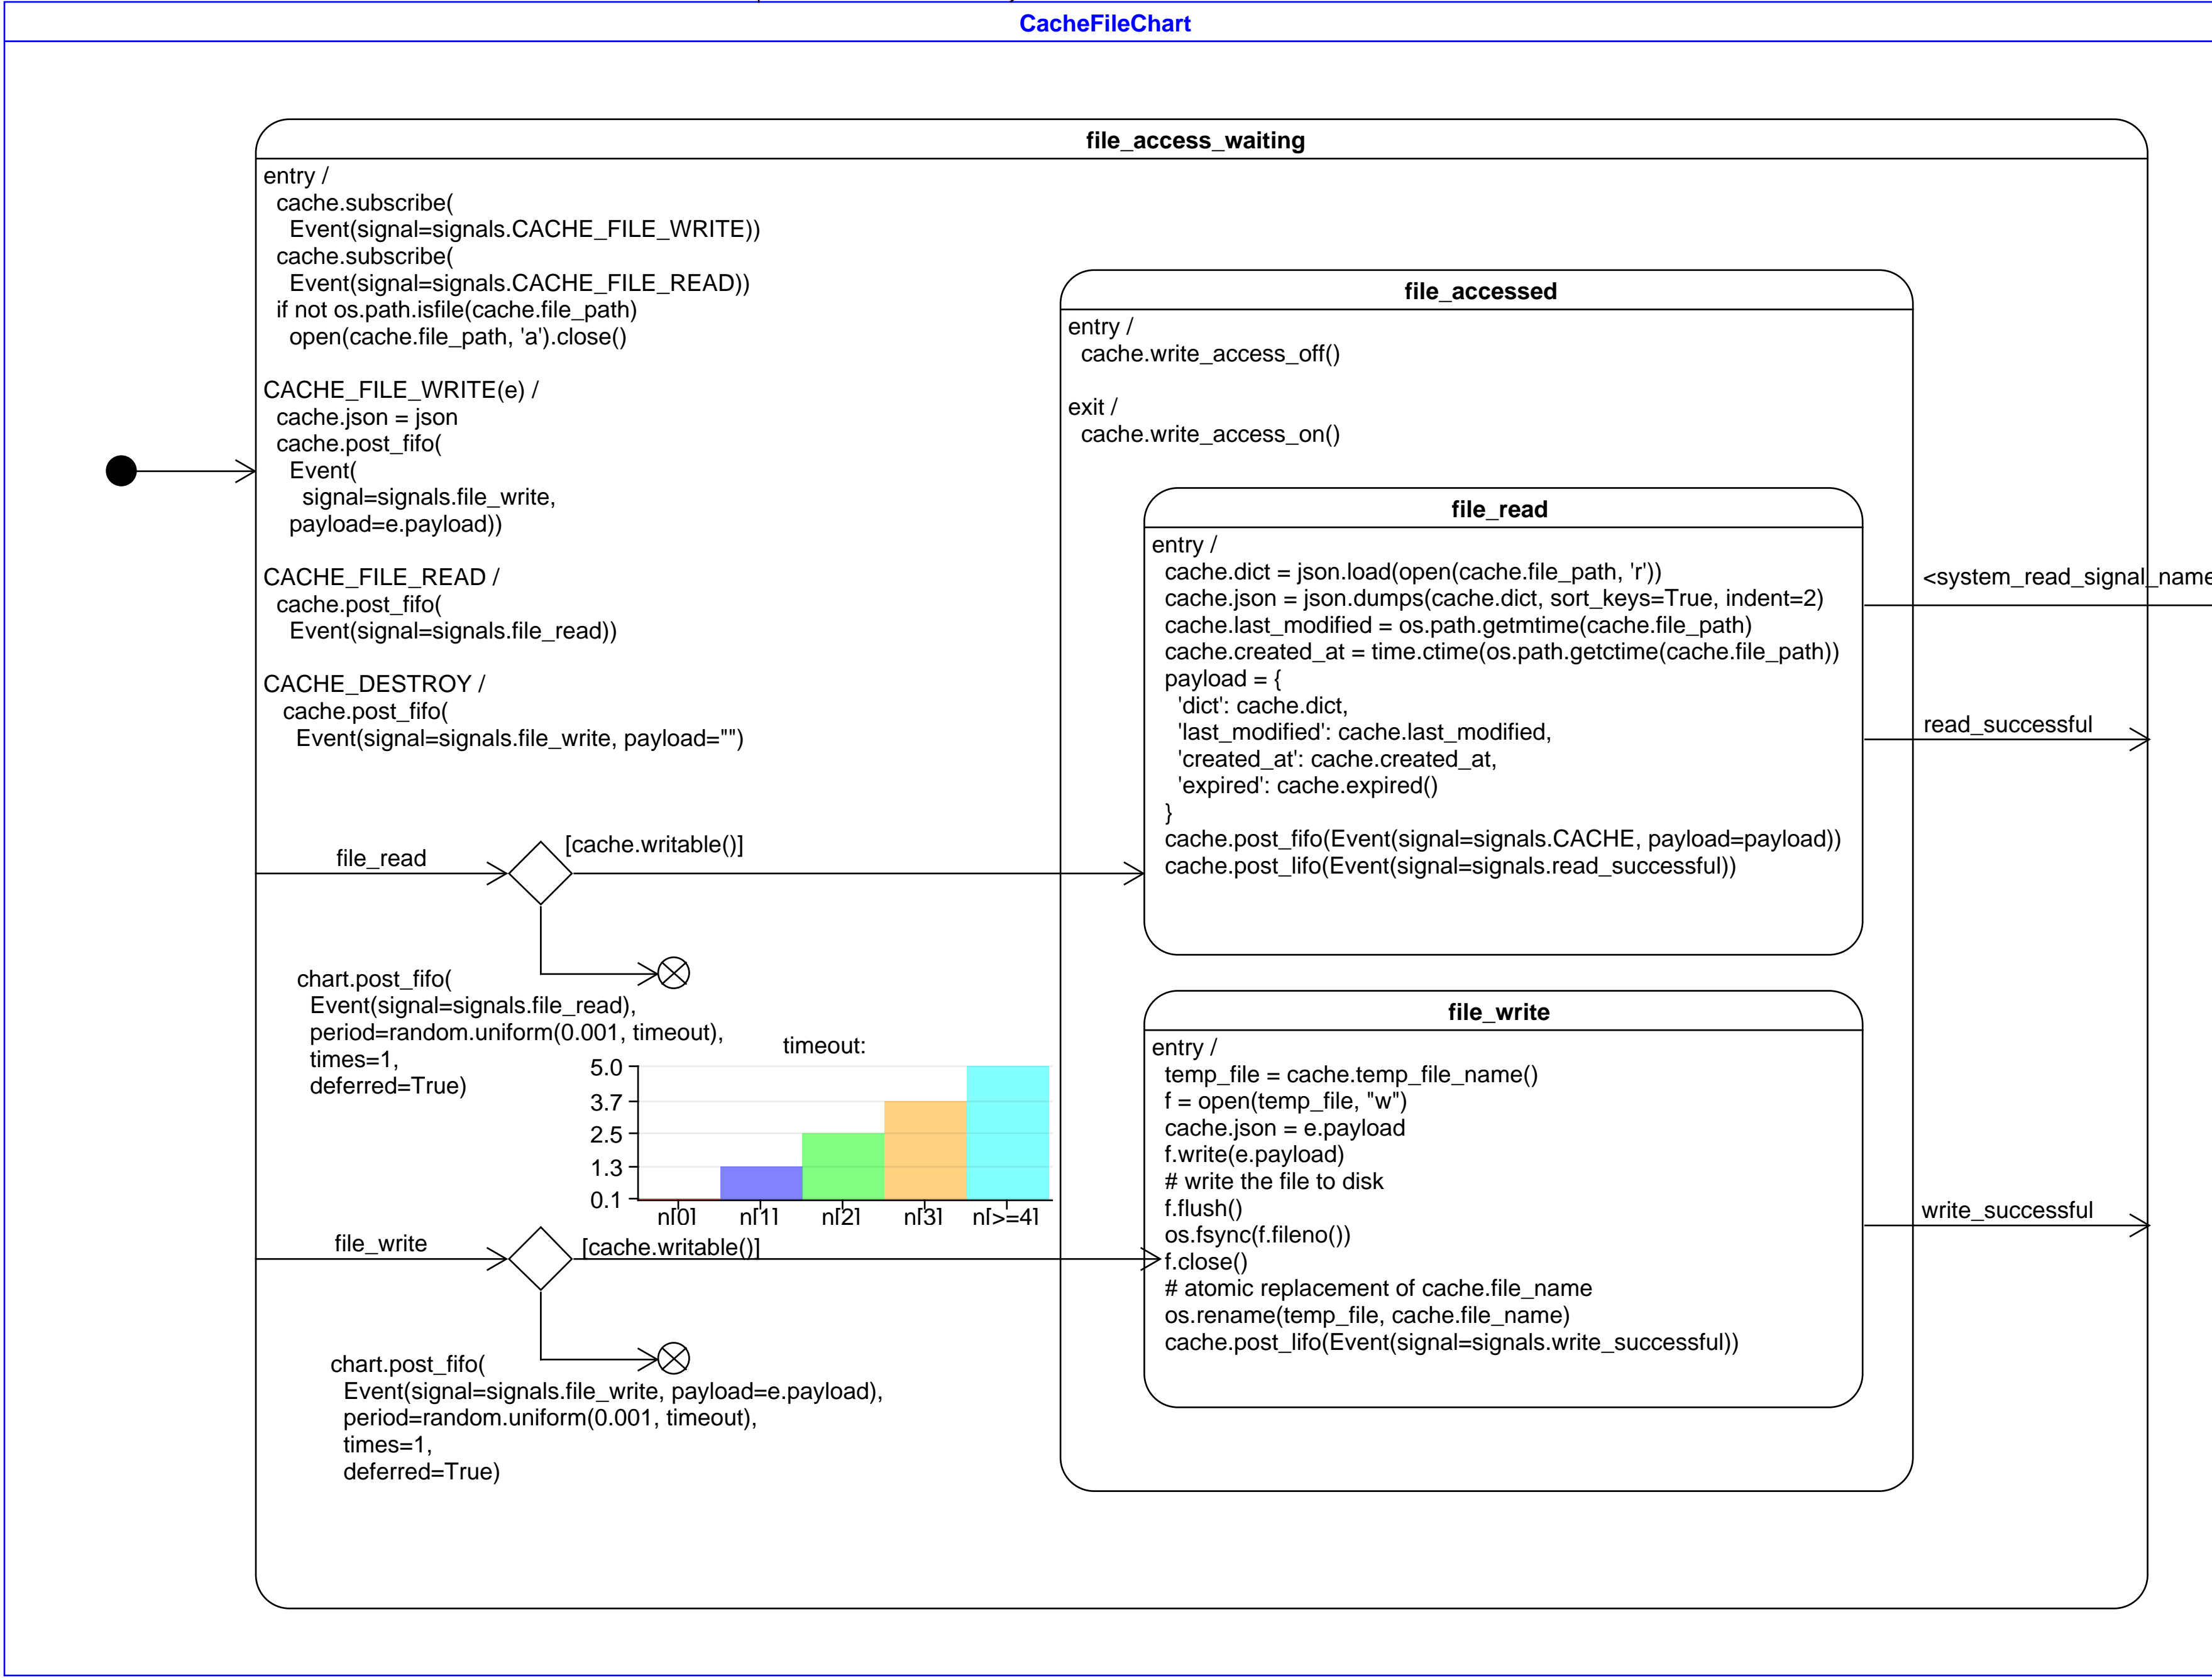 CacheFileChart
file_access_waiting
entry /
cache.subscribe(
Event(signal=signals.CACHE_FILE_WRITE))
cache.subscribe(
Event(signal=signals.CACHE_FILE_READ))
if not os.path.isfile(cache.file_path)
open(cache.file_path, 'a').close()
CACHE_FILE_WRITE(e) /
cache.json = json
cache.post_fifo(
Event(
signal=signals.file_write,
payload=e.payload))
CACHE_FILE_READ /
cache.post_fifo(
Event(signal=signals.file_read))
CACHE_DESTROY /
cache.post_fifo(
Event(signal=signals.file_write, payload="")
file_read
[cache.writable()]
chart.post_fifo(
Event(signal=signals.file_read),
period=random.uniform(0.001, timeout),
times=1,
deferred=True)
timeout:
5.0
3.7
2.5
1.3
0.1
n[0] n[1] n[2] n[3] n[>=4]
file_write
[cache.writable()]
chart.post_fifo(
Event(signal=signals.file_write, payload=e.payload),
period=random.uniform(0.001, timeout),
times=1,
deferred=True)
file_accessed
entry /
cache.write_access_off()
exit /
cache.write_access_on()
file_read
entry /
cache.dict = json.load(open(cache.file_path, 'r'))
cache.json = json.dumps(cache.dict, sort_keys=True, indent=2)
cache.last_modified = os.path.getmtime(cache.file_path)
cache.created_at = time.ctime(os.path.getctime(cache.file_path))
payload = {
'dict': cache.dict,
'last_modified': cache.last_modified,
'created_at': cache.created_at,
'expired': cache.expired()
}
cache.post_fifo(Event(signal=signals.CACHE, payload=payload))
cache.post_lifo(Event(signal=signals.read_successful))
<system_read_signal_name
read_successful
file_write
entry /
temp_file = cache.temp_file_name()
f = open(temp_file, "w")
cache.json = e.payload
f.write(e.payload)
# write the file to disk
f.flush()
os.fsync(f.fileno())
f.close()
# atomic replacement of cache.file_name
os.rename(temp_file, cache.file_name)
cache.post_lifo(Event(signal=signals.write_successful))
write_successful